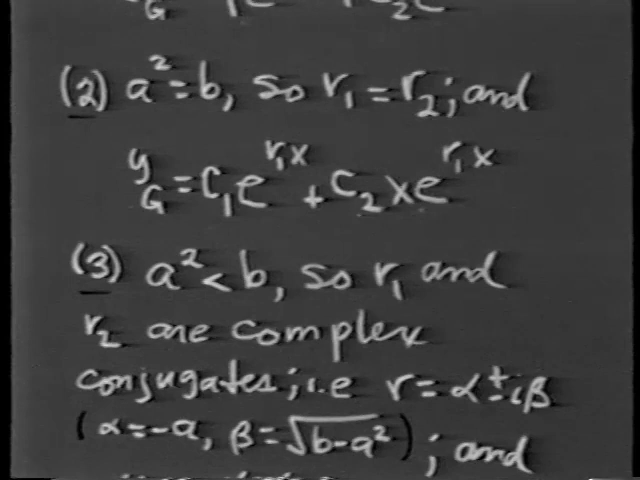 (2) a² = b, so r₁ = r₂; and
y_G = C₁e^{r₁x} + C₂xe^{r₁x}
(3) a² < b, so r₁ and
r₂ are complex
conjugates; i.e r = α ± iβ
(α = -a, β = √(b-a²)); and